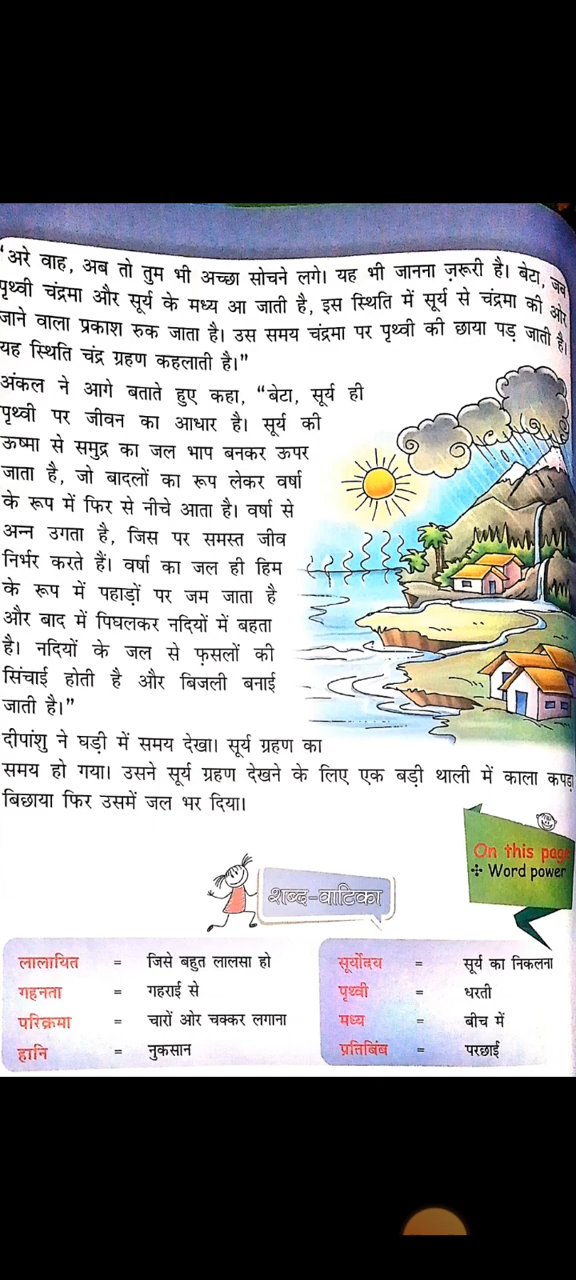 "अरे वाह, अब तो तुम भी अच्छा सोचने लगे। यह भी जानना ज़रूरी है। बेटा, जब
पृथ्वी चंद्रमा और सूर्य के मध्य आ जाती है, इस स्थिति में सूर्य से चंद्रमा की ओर
जाने वाला प्रकाश रुक जाता है। उस समय चंद्रमा पर पृथ्वी की छाया पड़ जाती है।
यह स्थिति चंद्र ग्रहण कहलाती है।"
अंकल ने आगे बताते हुए कहा, "बेटा, सूर्य ही
पृथ्वी पर जीवन का आधार है। सूर्य की
ऊष्मा से समुद्र का जल भाप बनकर ऊपर
जाता है, जो बादलों का रूप लेकर वर्षा
के रूप में फिर से नीचे आता है। वर्षा से
अन्न उगता है, जिस पर समस्त जीव
निर्भर करते हैं। वर्षा का जल ही हिम
के रूप में पहाड़ों पर जम जाता है
और बाद में पिघलकर नदियों में बहता
है। नदियों के जल से फ़सलों की
सिंचाई होती है और बिजली बनाई
जाती है।"
दीपांशु ने घड़ी में समय देखा। सूर्य ग्रहण का
समय हो गया। उसने सूर्य ग्रहण देखने के लिए एक बड़ी थाली में काला कपड़ा
बिछाया फिर उसमें जल भर दिया।
On this page
✣ Word power
शब्द-वाटिका
लालायित = जिसे बहुत लालसा हो
गहनता = गहराई से
परिक्रमा = चारों ओर चक्कर लगाना
हानि = नुकसान
सूर्योदय = सूर्य का निकलना
पृथ्वी = धरती
मध्य = बीच में
प्रतिबिंब = परछाई